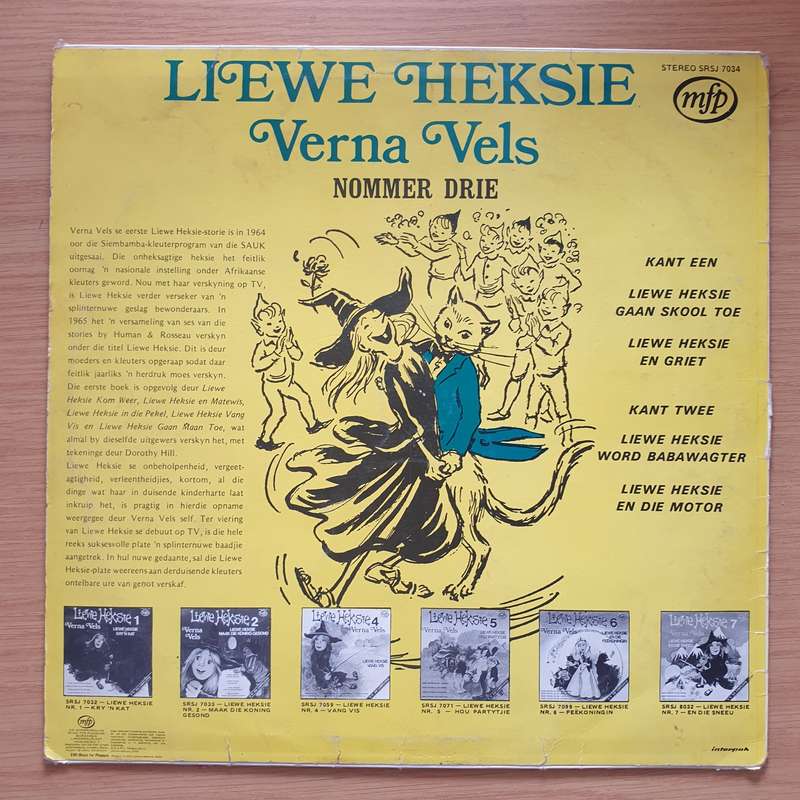 LIEWE HEKSIE
STEREO SRSJ 7034
mfp
Verna Vels
NOMMER DRIE
Verna Vels se eerste Liewe Heksie-storie is in 1964
oor die Siembamba-kleuterprogram van die SAUK
uitgesaai. Die onheksagtige heksie het feitlik
oornag 'n nasionale instelling onder Afrikaanse
kleuters geword. Nou met haar verskyning op TV,
is Liewe Heksie verder verseker van 'n
splinternuwe geslag bewonderaars. In
1965 het 'n versameling van ses van die
stories by Human & Rosseau verskyn
onder die titel Liewe Heksie. Dit is deur
moeders en kleuters opgeraap sodat daar
feitlik jaarliks 'n herdruk moes verskyn.
Die eerste boek is opgevolg deur Liewe
Heksie Kom Weer, Liewe Heksie en Matewis,
Liewe Heksie in die Pekel, Liewe Heksie Vang
Vis en Liewe Heksie Gaan Maan Toe, wat
almal by dieselfde uitgewers verskyn het, met
tekeninge deur Dorothy Hill.
Liewe Heksie se onbeholpenheid, vergeet-
agtigheid, verleentheidjies, kortom, al die
dinge wat haar in duisende kinderharte laat
inkruip het, is pragtig in hierdie opname
weergegee deur Verna Vels self. Ter viering
van Liewe Heksie se debuut op TV, is die hele
reeks suksesvolle plate 'n splinternuwe baadjie
aangetrek. In hul nuwe gedaante, sal die Liewe
Heksie-plate weereens aan derduisende kleuters
ontelbare ure van genot verskaf.
KANT EEN
LIEWE HEKSIE
GAAN SKOOL TOE
LIEWE HEKSIE
EN GRIET
KANT TWEE
LIEWE HEKSIE
WORD BABAWAGTER
LIEWE HEKSIE
EN DIE MOTOR
Liewe Heksie 1
Verna Vels
Liewe Heksie 2
Verna Vels
Liewe Heksie 4
Verna Vels
Liewe Heksie 5
Verna Vels
Liewe Heksie 6
Verna Vels
Liewe Heksie 7
Verna Vels
SRSJ 7032 – LIEWE HEKSIE
NR. 1 – KRY 'N KAT
SRSJ 7033 – LIEWE HEKSIE
NR. 2 – MAAK DIE KONING
GESOND
SRSJ 7059 – LIEWE HEKSIE
NR. 4 – VANG VIS
SRSJ 7071 – LIEWE HEKSIE
NR. 5 – HOU PARTYTJIE
SRSJ 7099 – LIEWE HEKSIE
NR. 6 – FEEKONINGIN
SRSJ 8032 – LIEWE HEKSIE
NR. 7 – EN DIE SNEEU
mfp
interpak